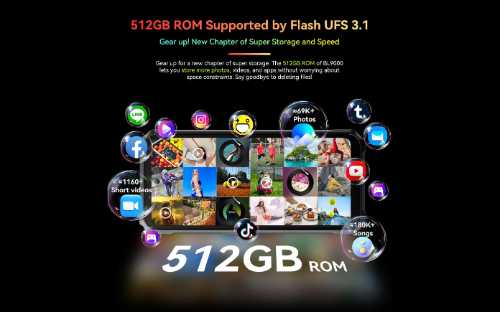 512GB ROM Supported by Flash UFS 3.1
Gear up! New Chapter of Super Storage and Speed
Gear up for a new chapter of super storage. The 512GB ROM of BL9000
lets you store more photos, videos, and apps without worrying about
space constraints. Say goodbye to deleting files!
LINE
≈69K+
Photos
≈1160+
Short videos
≈180K+
Songs
512GB ROM